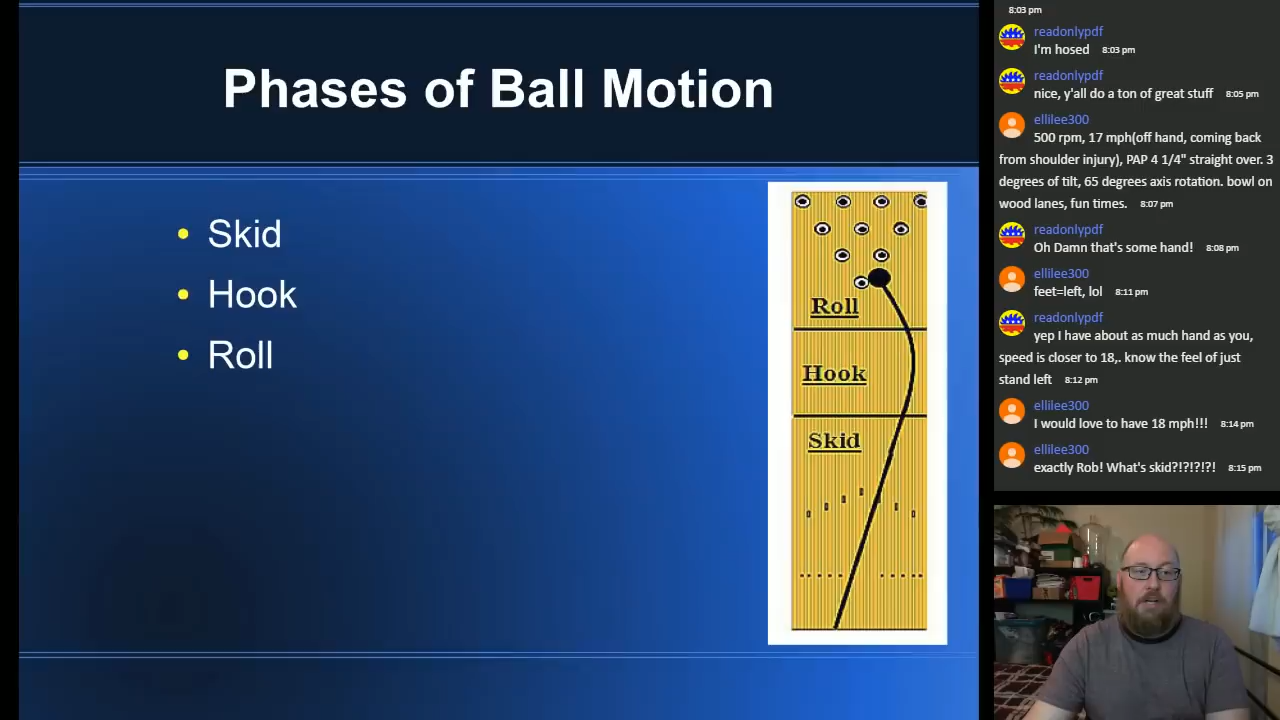 Phases of Ball Motion
Skid
Hook
Roll
Roll
Hook
Skid
8:03 pm
readonlypdf
I'm hosed 8:03 pm
readonlypdf
nice, y'all do a ton of great stuff 8:05 pm
ellilee300
500 rpm, 17 mph(off hand, coming back
from shoulder injury), PAP 4 1/4" straight over. 3
degrees of tilt, 65 degrees axis rotation. bowl on
wood lanes, fun times. 8:07 pm
readonlypdf
Oh Damn that's some hand! 8:08 pm
ellilee300
feet=left, lol 8:11 pm
readonlypdf
yep I have about as much hand as you,
speed is closer to 18,. know the feel of just
stand left 8:12 pm
ellilee300
I would love to have 18 mph!!! 8:14 pm
ellilee300
exactly Rob! What's skid?!?!?!?! 8:15 pm